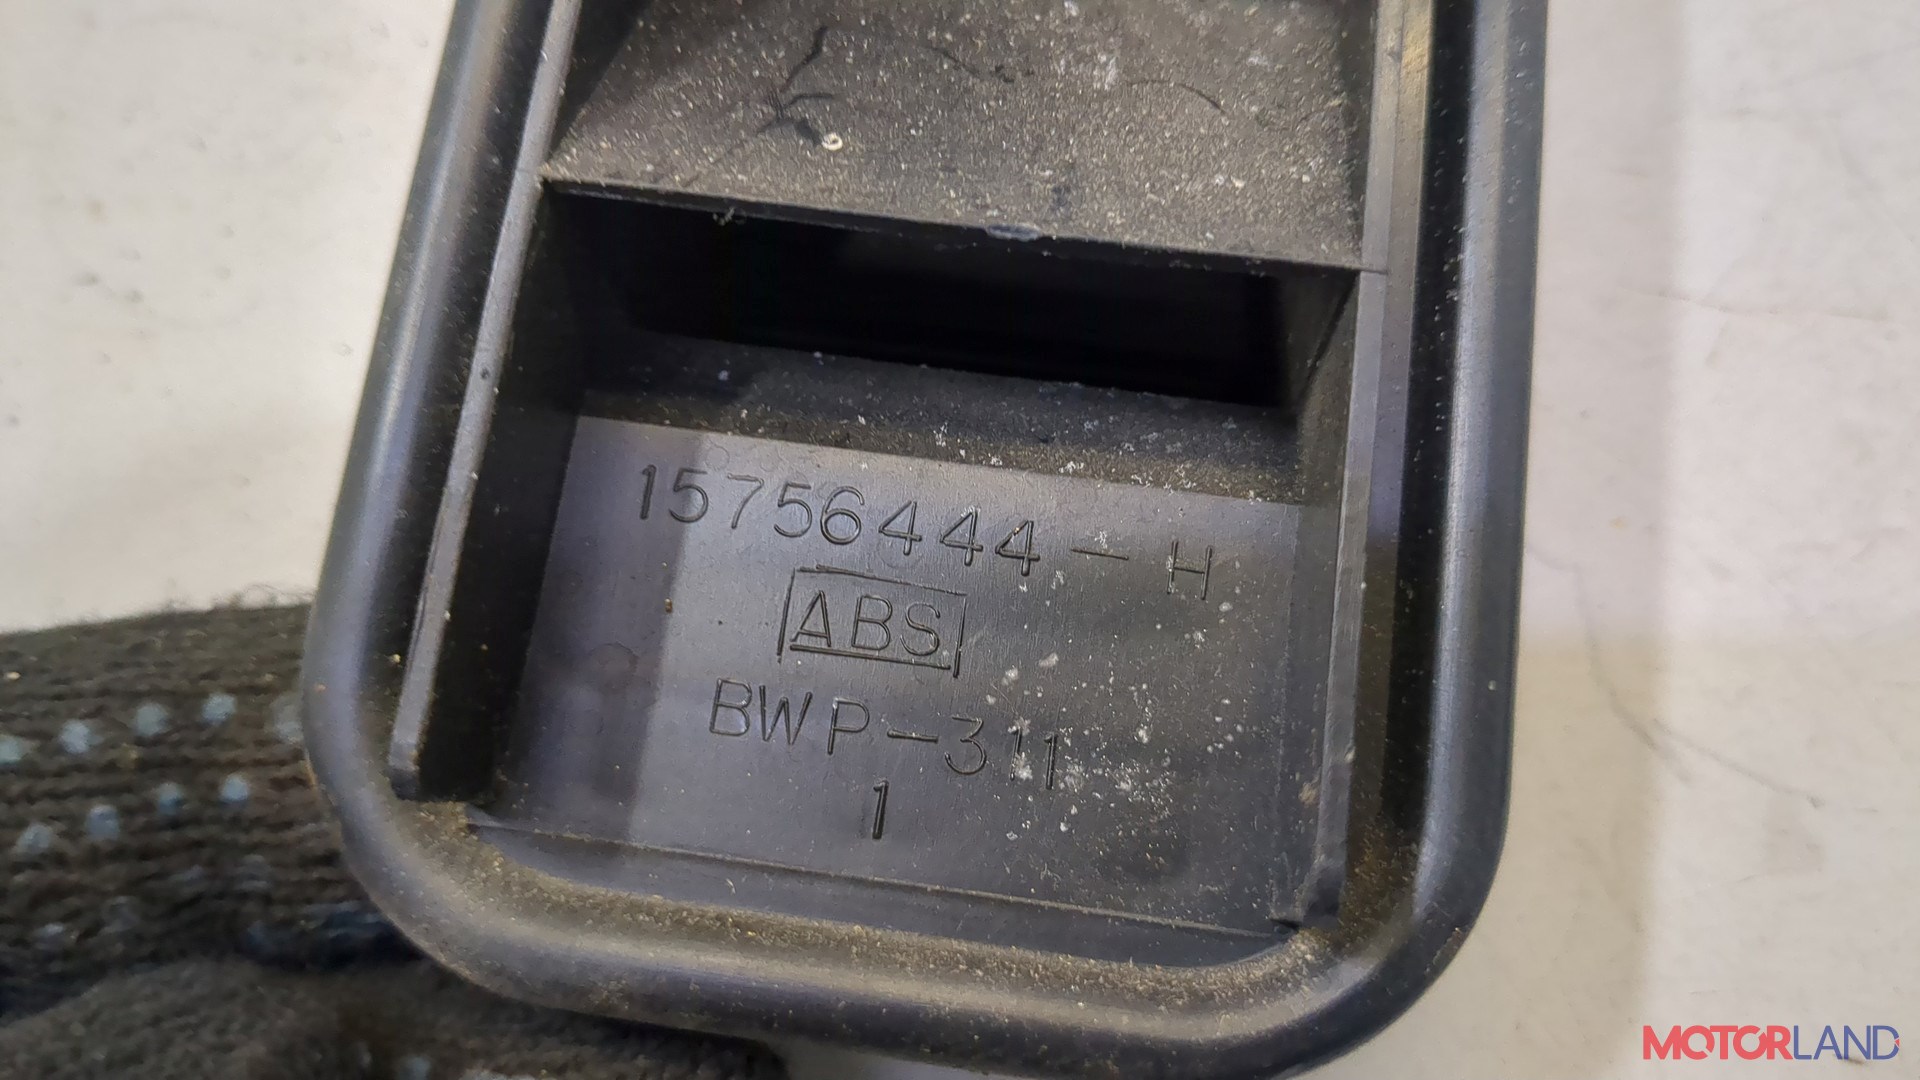 15756444-H
ABS
BWP-311
1
MOTORLAND